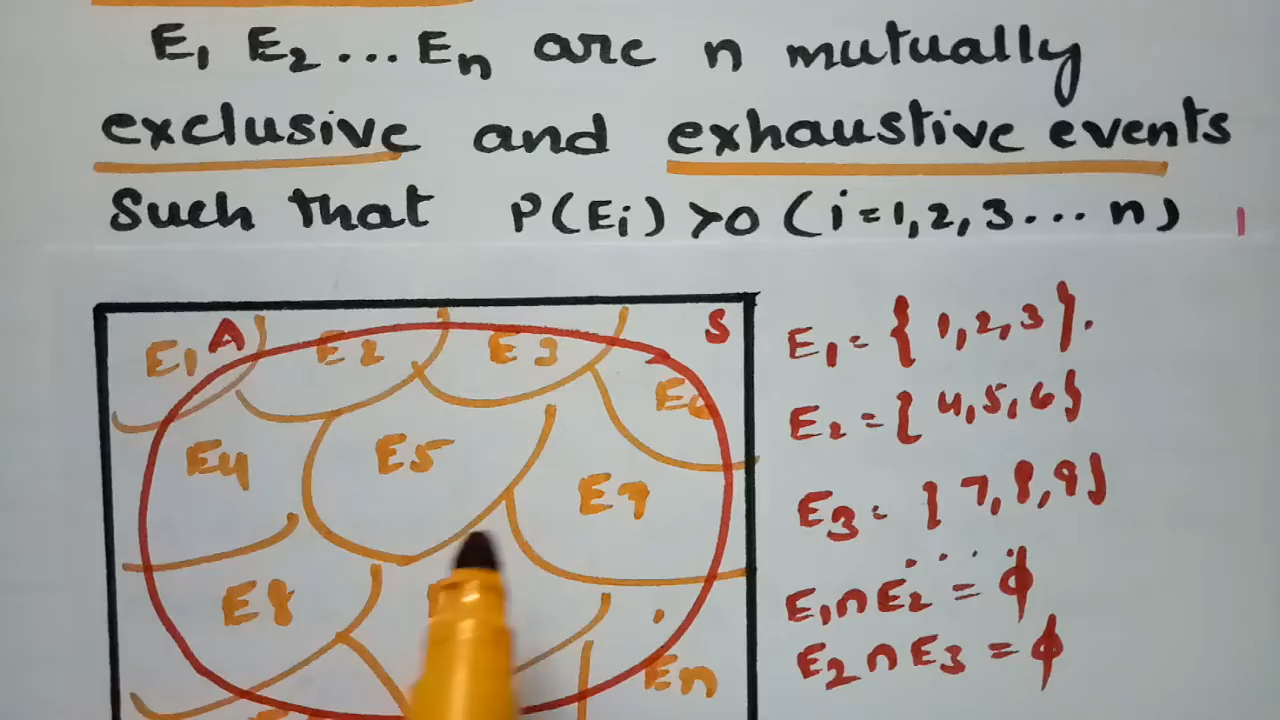 E1 E2 ... En are n mutually
exclusive and exhaustive events
Such that P(Ei) >0 (i=1,2,3... n)
E1 A E2 E3 S
E4 E5 E7
E8
En
E1 = { 1,2,3 }.
E2 = { 4,5,6}
E3 = { 7,8,9}
E1 ∩ E2 = ϕ
E2 ∩ E3 = ϕ